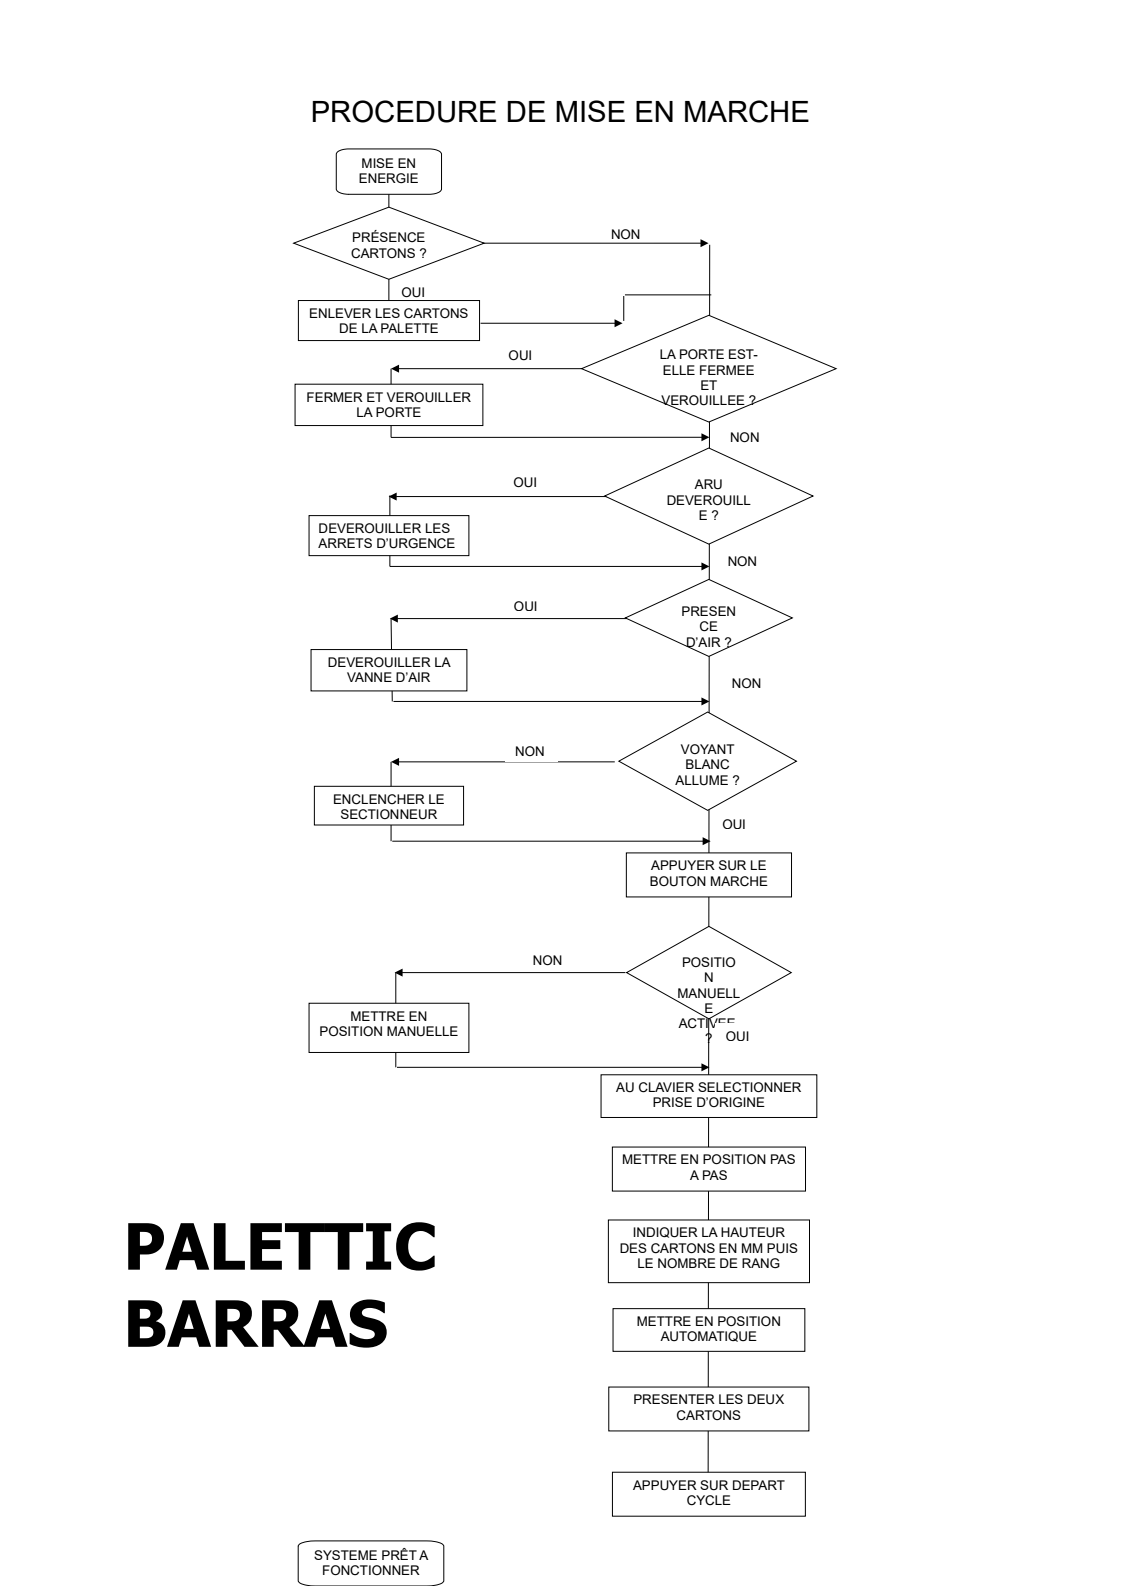 PROCEDURE DE MISE EN MARCHE
MISE EN
ENERGIE
PRÉSENCE
CARTONS ?
NON
OUI
ENLEVER LES CARTONS
DE LA PALETTE
LA PORTE EST-
ELLE FERMEE
ET
VEROUILLEE ?
OUI
FERMER ET VEROUILLER
LA PORTE
NON
ARU
DEVEROUILL
E ?
OUI
DEVEROUILLER LES
ARRETS D'URGENCE
NON
PRESEN
CE
D'AIR ?
OUI
DEVEROUILLER LA
VANNE D'AIR
NON
VOYANT
BLANC
ALLUME ?
NON
ENCLENCHER LE
SECTIONNEUR
OUI
APPUYER SUR LE
BOUTON MARCHE
POSITIO
N
MANUELL
E
ACTIVEE
?
NON
METTRE EN
POSITION MANUELLE
OUI
AU CLAVIER SELECTIONNER
PRISE D'ORIGINE
METTRE EN POSITION PAS
A PAS
INDIQUER LA HAUTEUR
DES CARTONS EN MM PUIS
LE NOMBRE DE RANG
METTRE EN POSITION
AUTOMATIQUE
PRESENTER LES DEUX
CARTONS
APPUYER SUR DEPART
CYCLE
PALETTIC
BARRAS
SYSTEME PRÊT A
FONCTIONNER